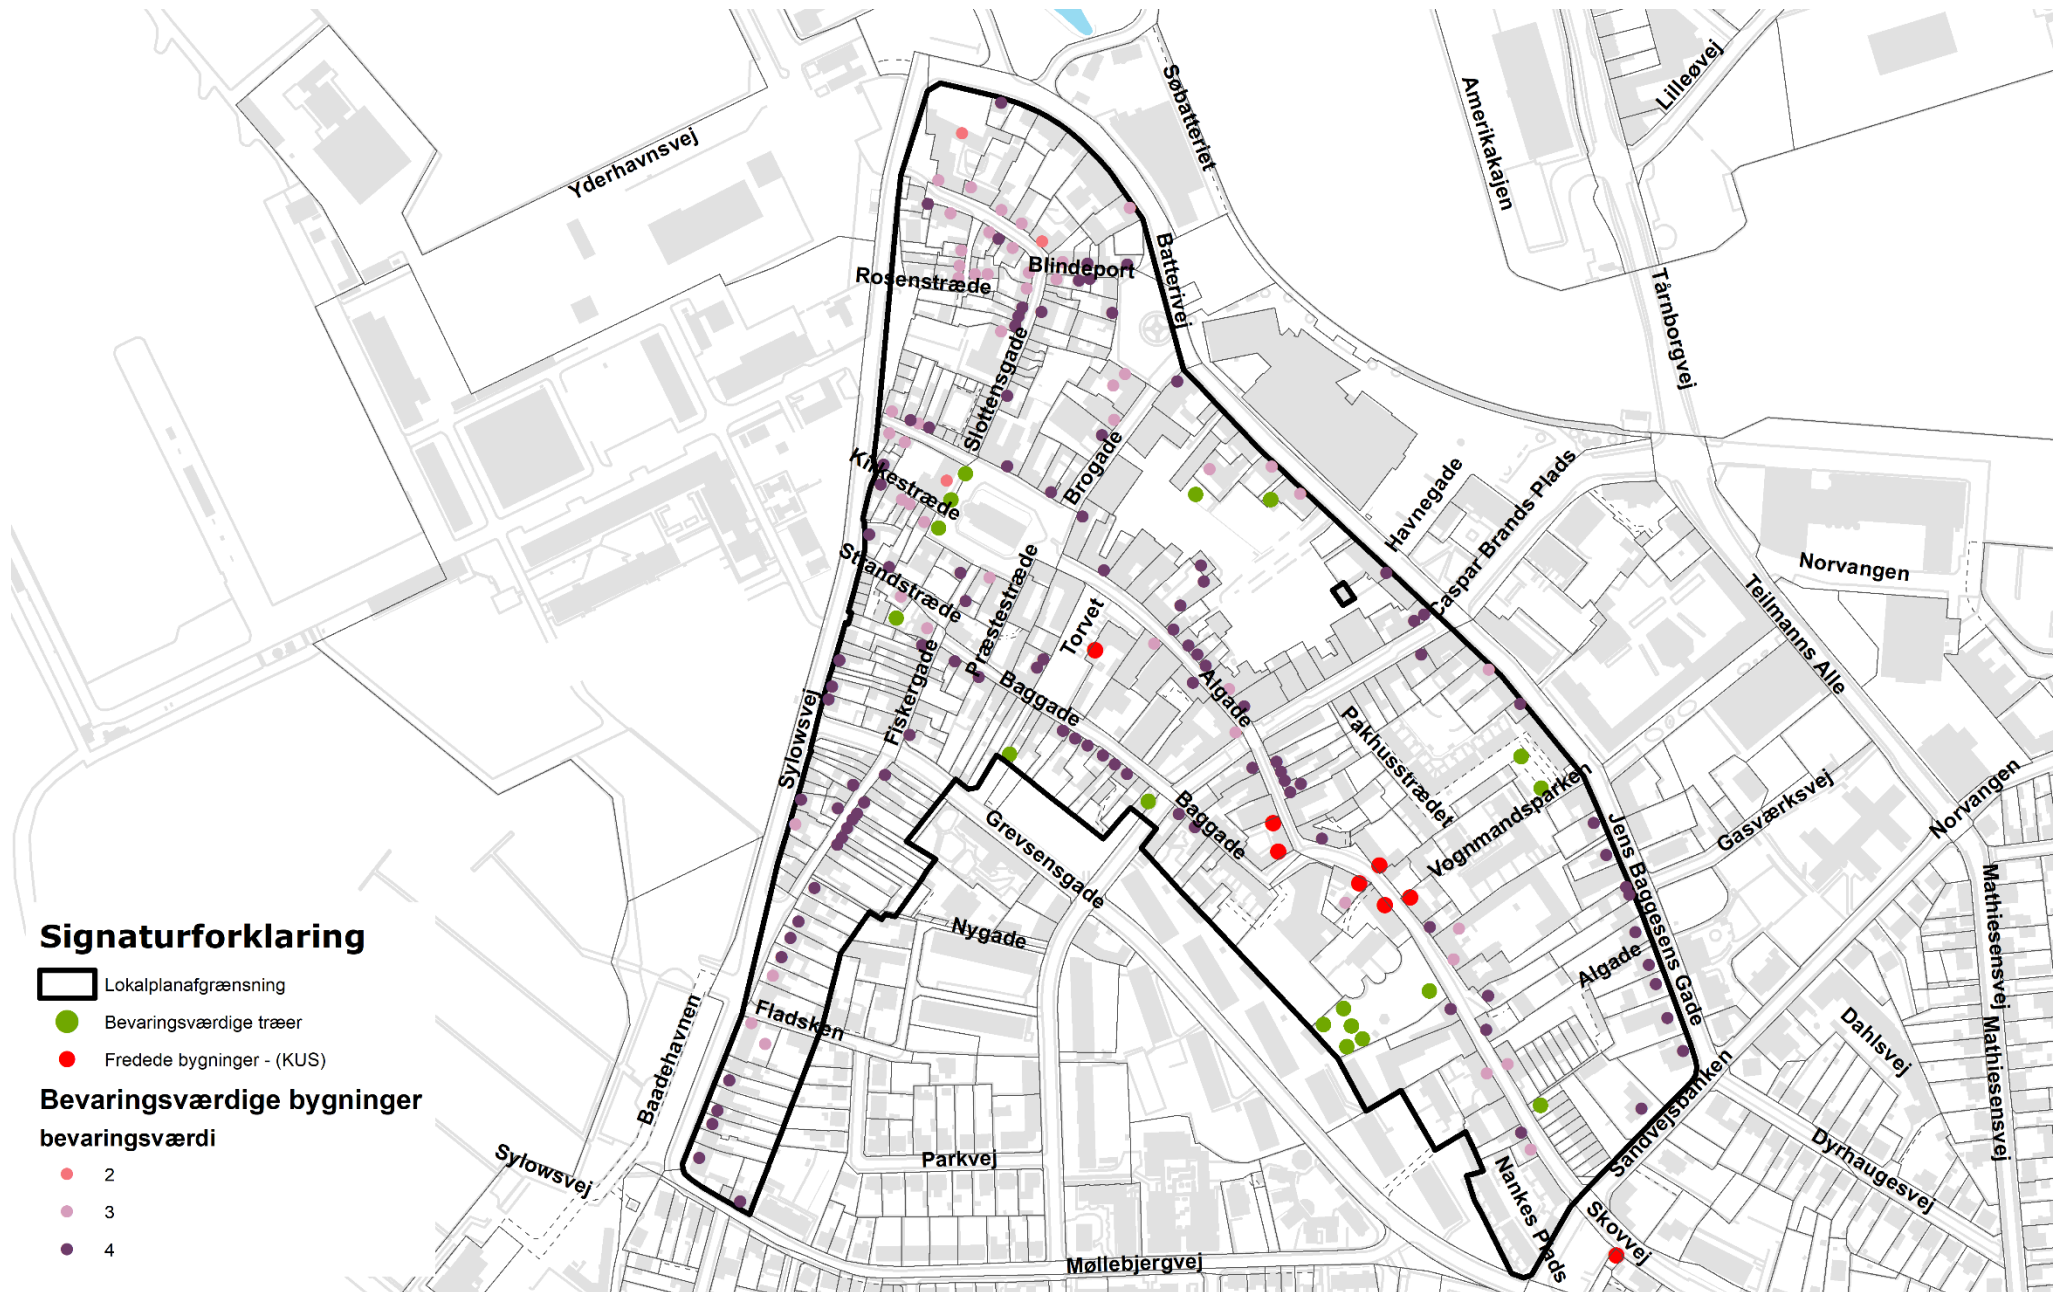 Søbatteriet
Amerikakajen
Lilleøvej
Yderhavnsvej
Batterivej
Blindeport
Rosenstræde
Tårnborgvej
Slottensgade
Kirkestræde
Brogade
Havnegade
Caspar Brands Plads
Norvangen
Strandstræde
Præstestræde
Torvet
Teilmanns Alle
Fiskergade
Baggade
Algade
Sylowsvej
Pakhusstrædet
Vognmandsparken
Gasværksvej
Norvangen
Grevsensgade
Baggade
Jens Baggesens Gade
Mathiesensvej
Nygade
Algade
Signaturforklaring
Lokalplanafgrænsning
Bevaringsværdige træer
Fredede bygninger - (KUS)
Bevaringsværdige bygninger
bevaringsværdi
2
3
4
Fladsken
Baadehavnen
Dahlsvej
Mathiesensvej
Sylowsvej
Parkvej
Sandvejsbanken
Dyrhaugesvej
Nankes Plads
Skovvej
Møllebjergvej